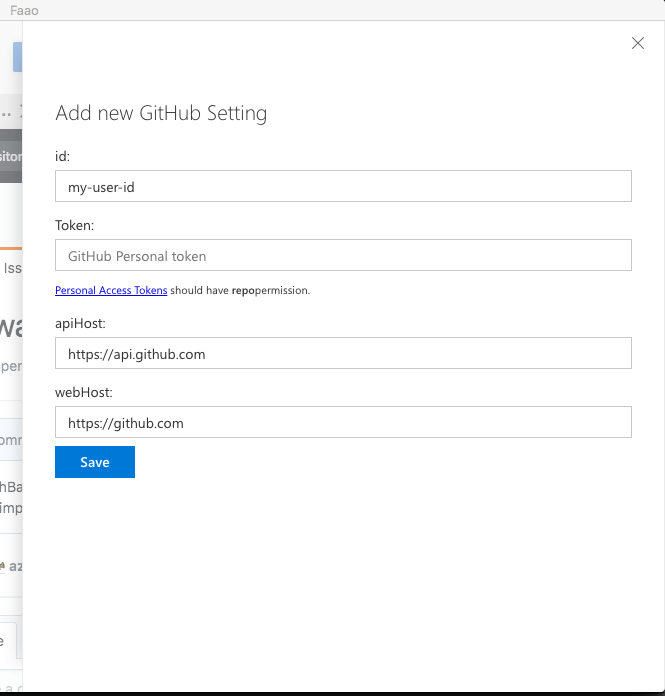 Faao
Add new GitHub Setting
id:
my-user-id
Token:
GitHub Personal token
Personal Access Tokens should have repopermission.
apiHost:
https://api.github.com
webHost:
https://github.com
Save
Iss